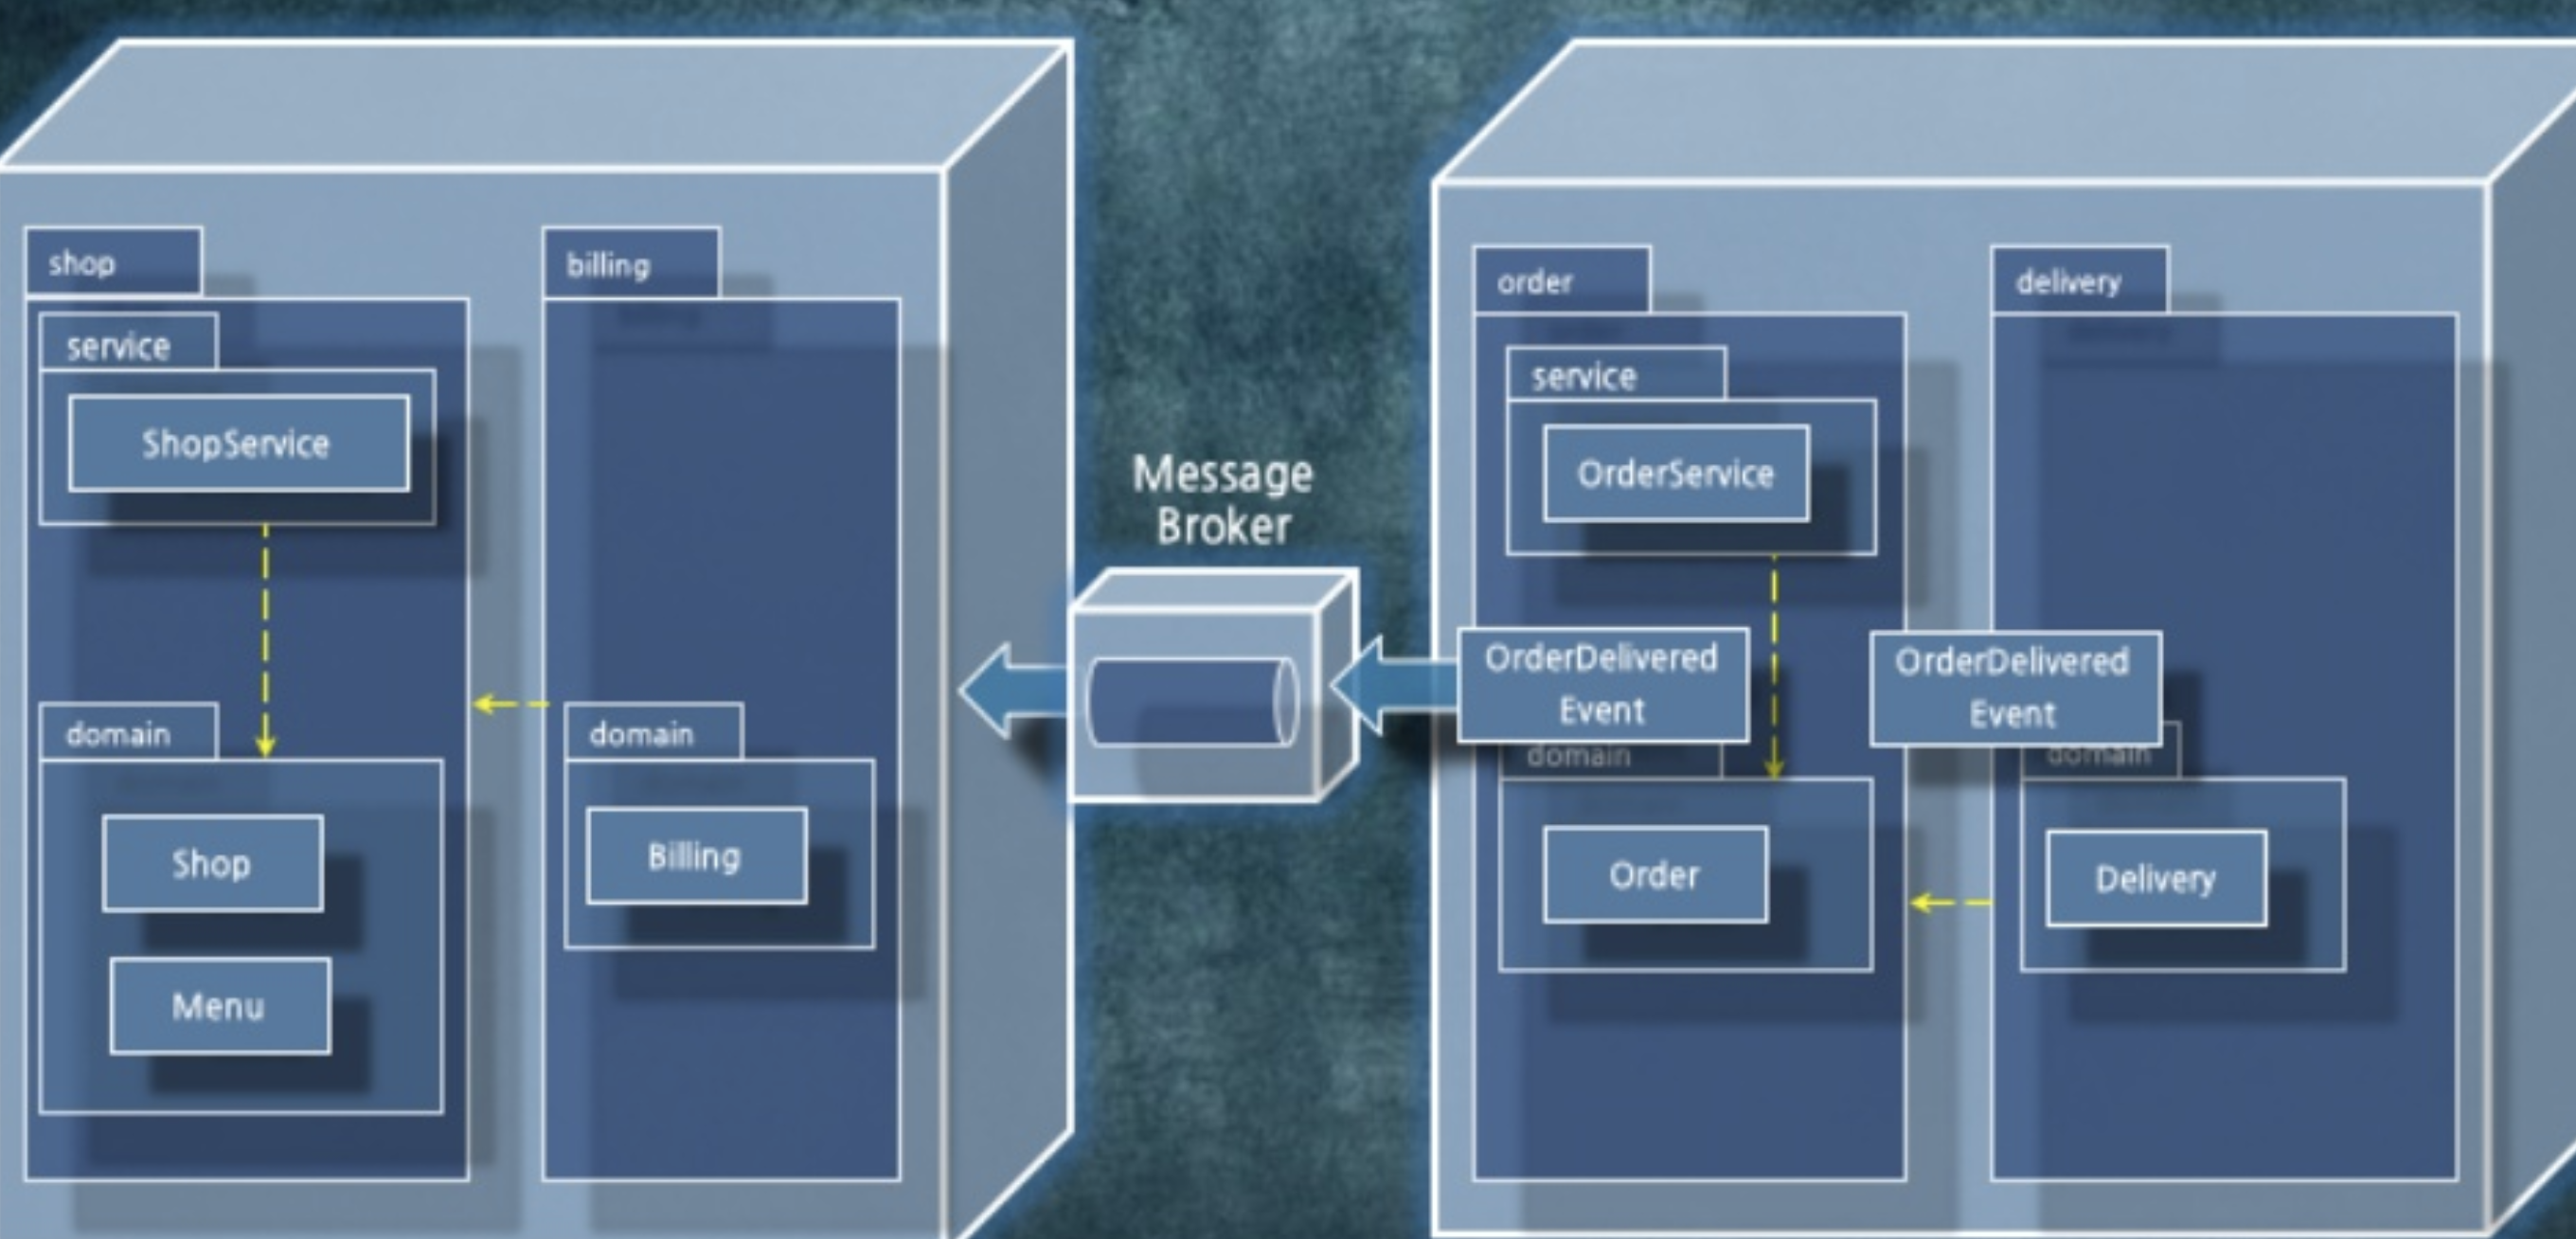 shop
service
ShopService
domain
Shop
Menu
billing
domain
Billing
Message
Broker
order
service
OrderService
OrderDelivered
Event
domain
Order
delivery
OrderDelivered
Event
domain
Delivery